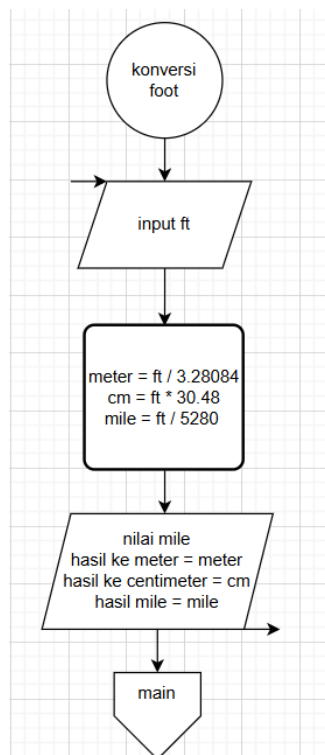 konversi
foot
input ft
meter = ft / 3.28084
cm = ft * 30.48
mile = ft / 5280
nilai mile
hasil ke meter = meter
hasil ke centimeter = cm
hasil mile = mile
main